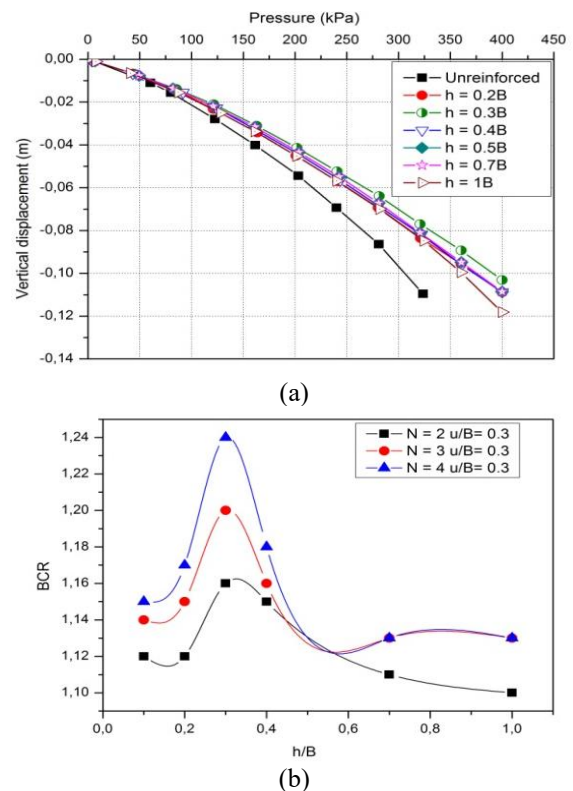 Pressure (kPa)
0 50 100 150 200 250 300 350 400 450
0,00
-0,02
-0,04
-0,06
-0,08
-0,10
-0,12
-0,14
Vertical displacement (m)
Unreinforced
h = 0.2B
h = 0.3B
h = 0.4B
h = 0.5B
h = 0.7B
h = 1B
(a)
1,24
1,22
1,20
1,18
1,16
1,14
1,12
1,10
BCR
N = 2 u/B= 0.3
N = 3 u/B= 0.3
N = 4 u/B= 0.3
0,0 0,2 0,4 0,6 0,8 1,0
h/B
(b)